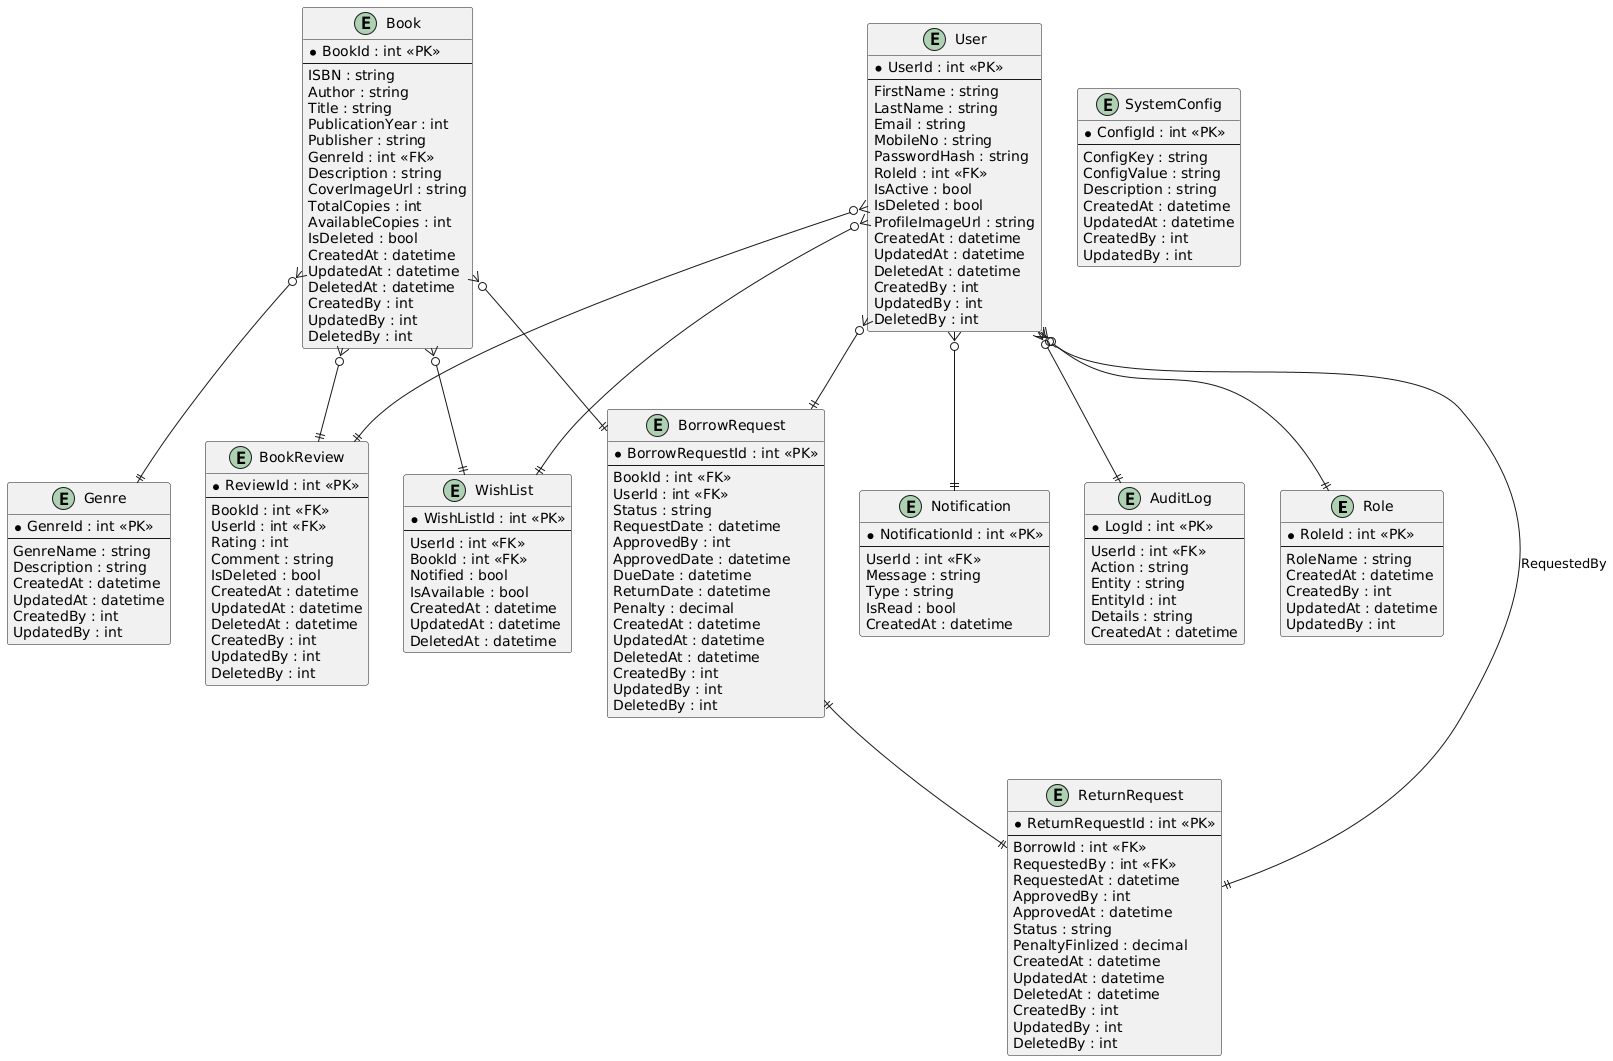 E Book
* BookId : int «PK»
ISBN : string
Author : string
Title : string
PublicationYear : int
Publisher : string
GenreId : int «FK»
Description : string
CoverImageUrl : string
TotalCopies : int
AvailableCopies : int
IsDeleted : bool
CreatedAt : datetime
UpdatedAt : datetime
DeletedAt : datetime
CreatedBy : int
UpdatedBy : int
DeletedBy : int
E User
* UserId : int «PK»
FirstName : string
LastName : string
Email : string
MobileNo : string
PasswordHash : string
RoleId : int «FK»
IsActive : bool
IsDeleted : bool
ProfileImageUrl : string
CreatedAt : datetime
UpdatedAt : datetime
DeletedAt : datetime
CreatedBy : int
UpdatedBy : int
DeletedBy : int
E SystemConfig
* ConfigId : int «PK»
ConfigKey : string
ConfigValue : string
Description : string
CreatedAt : datetime
UpdatedAt : datetime
CreatedBy : int
UpdatedBy : int
E Genre
* GenreId : int «PK»
GenreName : string
Description : string
CreatedAt : datetime
UpdatedAt : datetime
CreatedBy : int
UpdatedBy : int
E BookReview
* ReviewId : int «PK»
BookId : int «FK»
UserId : int «FK»
Rating : int
Comment : string
IsDeleted : bool
CreatedAt : datetime
UpdatedAt : datetime
DeletedAt : datetime
CreatedBy : int
UpdatedBy : int
DeletedBy : int
E WishList
* WishListId : int «PK»
UserId : int «FK»
BookId : int «FK»
Notified : bool
IsAvailable : bool
CreatedAt : datetime
UpdatedAt : datetime
DeletedAt : datetime
E BorrowRequest
* BorrowRequestId : int «PK»
BookId : int «FK»
UserId : int «FK»
Status : string
RequestDate : datetime
ApprovedBy : int
ApprovedDate : datetime
DueDate : datetime
ReturnDate : datetime
Penalty : decimal
CreatedAt : datetime
UpdatedAt : datetime
DeletedAt : datetime
CreatedBy : int
UpdatedBy : int
DeletedBy : int
E Notification
* NotificationId : int «PK»
UserId : int «FK»
Message : string
Type : string
IsRead : bool
CreatedAt : datetime
E AuditLog
* LogId : int «PK»
UserId : int «FK»
Action : string
Entity : string
EntityId : int
Details : string
CreatedAt : datetime
E Role
* RoleId : int «PK»
RoleName : string
CreatedAt : datetime
CreatedBy : int
UpdatedAt : datetime
UpdatedBy : int
RequestedBy
E ReturnRequest
* ReturnRequestId : int «PK»
BorrowId : int «FK»
RequestedBy : int «FK»
RequestedAt : datetime
ApprovedBy : int
ApprovedAt : datetime
Status : string
PenaltyFinlized : decimal
CreatedAt : datetime
UpdatedAt : datetime
DeletedAt : datetime
CreatedBy : int
UpdatedBy : int
DeletedBy : int